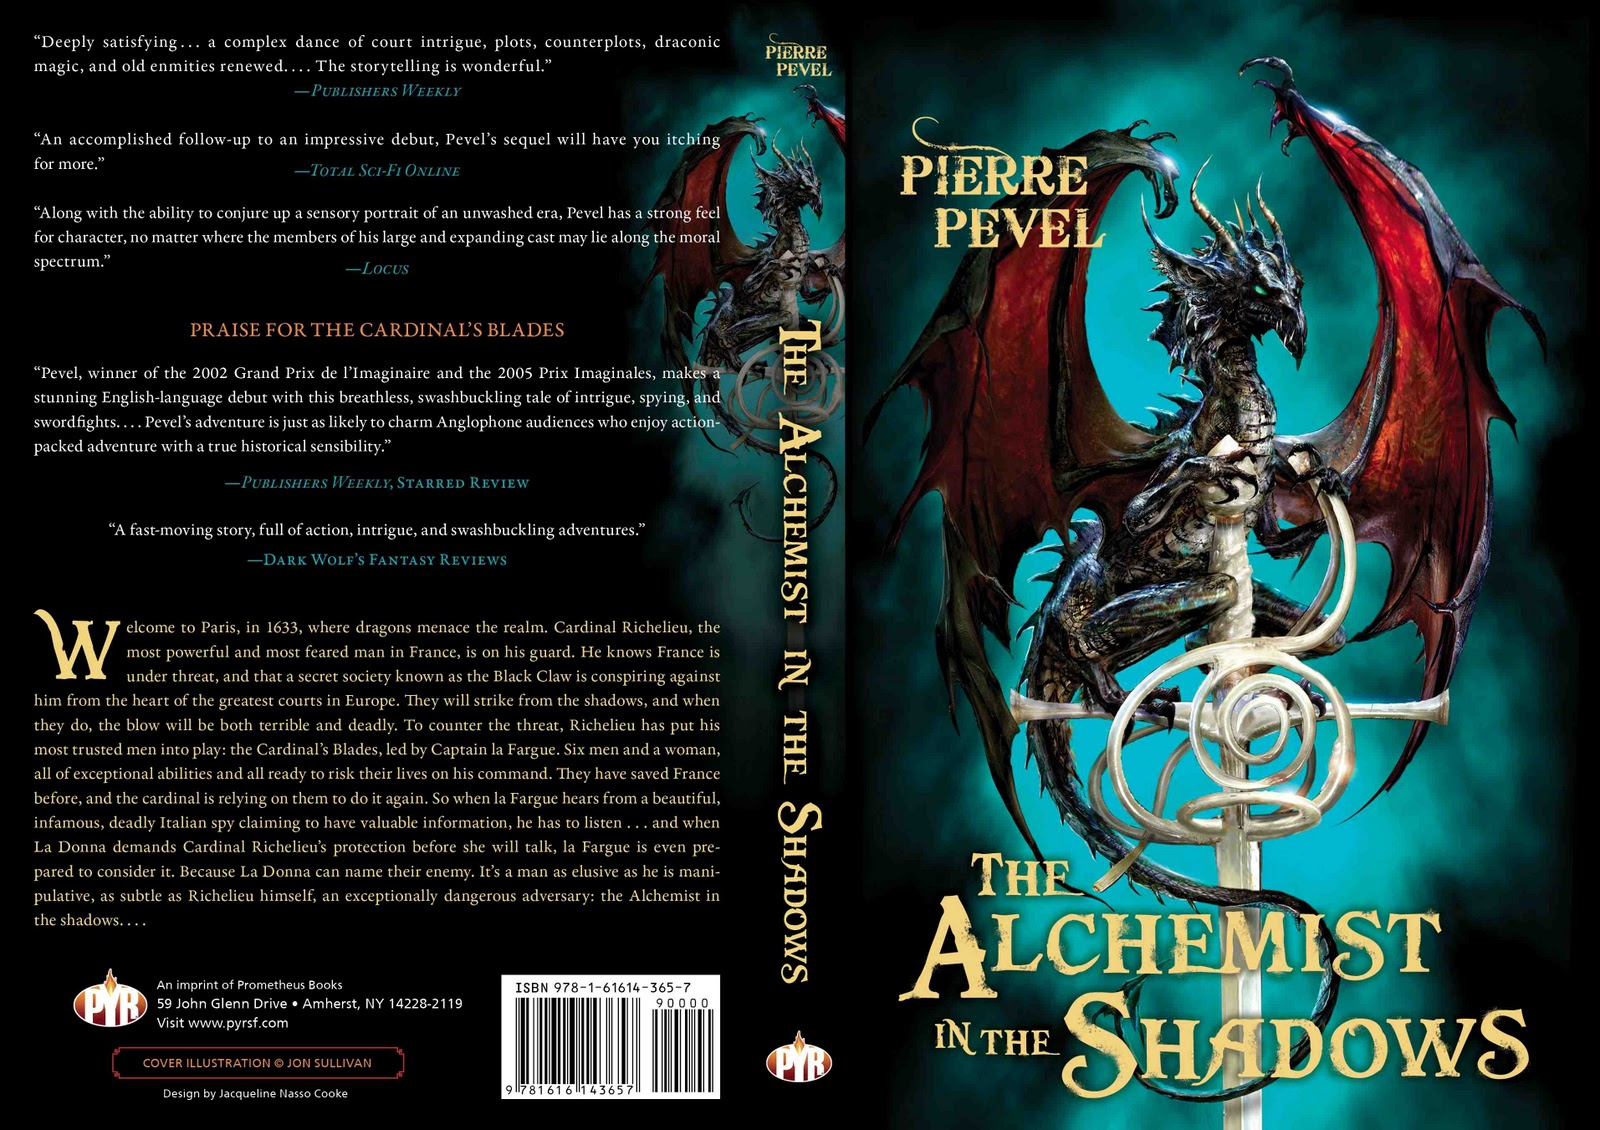 “Deeply satisfying... a complex dance of court intrigue, plots, counterplots, draconic
magic, and old enmities renewed.... The storytelling is wonderful.”
—Publishers Weekly
“An accomplished follow-up to an impressive debut, Pevel’s sequel will have you itching
for more.”
—Total Sci-Fi Online
“Along with the ability to conjure up a sensory portrait of an unwashed era, Pevel has a strong feel
for character, no matter where the members of his large and expanding cast may lie along the moral
spectrum.”
—Locus
PRAISE FOR THE CARDINAL’S BLADES
“Pevel, winner of the 2002 Grand Prix de l’Imaginaire and the 2005 Prix Imaginales, makes a
stunning English-language debut with this breathless, swashbuckling tale of intrigue, spying, and
swordfights.... Pevel’s adventure is just as likely to charm Anglophone audiences who enjoy action-
packed adventure with a true historical sensibility.”
—Publishers Weekly, Starred Review
“A fast-moving story, full of action, intrigue, and swashbuckling adventures.”
—Dark Wolf’s Fantasy Reviews
Welcome to Paris, in 1633, where dragons menace the realm. Cardinal Richelieu, the
most powerful and most feared man in France, is on his guard. He knows France is
under threat, and that a secret society known as the Black Claw is conspiring against
him from the heart of the greatest courts in Europe. They will strike from the shadows, and when
they do, the blow will be both terrible and deadly. To counter the threat, Richelieu has put his
most trusted men into play: the Cardinal’s Blades, led by Captain la Fargue. Six men and a woman,
all of exceptional abilities and all ready to risk their lives on his command. They have saved France
before, and the cardinal is relying on them to do it again. So when la Fargue hears from a beautiful,
infamous, deadly Italian spy claiming to have valuable information, he has to listen ... and when
La Donna demands Cardinal Richelieu’s protection before she will talk, la Fargue is even pre-
pared to consider it. Because La Donna can name their enemy. It’s a man as elusive as he is mani-
pulative, as subtle as Richelieu himself, an exceptionally dangerous adversary: the Alchemist in
the shadows....
PYR
An imprint of Prometheus Books
59 John Glenn Drive • Amherst, NY 14228-2119
Visit www.pyrsf.com
COVER ILLUSTRATION © JON SULLIVAN
Design by Jacqueline Nasso Cooke
ISBN 978-1-61614-365-7
90000
9 781616 143657
PIERRE
PEVEL
THE ALCHEMIST IN THE SHADOWS
PYR
PIERRE
PEVEL
THE
ALCHEMIST
IN THE SHADOWS